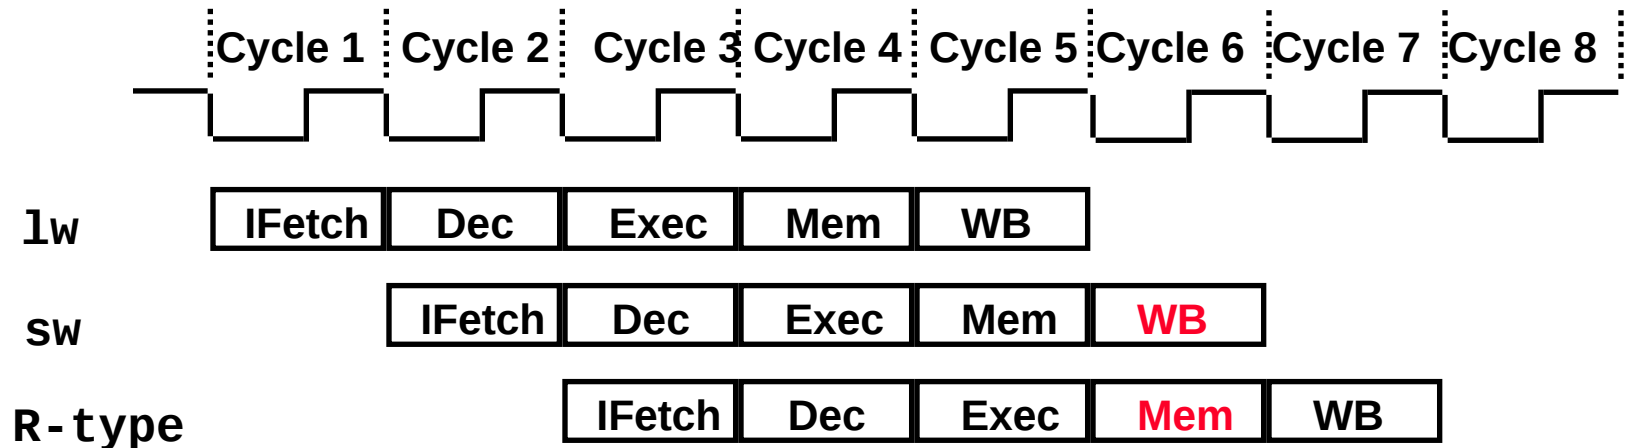 Cycle 1 Cycle 2 Cycle 3 Cycle 4 Cycle 5 Cycle 6 Cycle 7 Cycle 8
lw IFetch Dec Exec Mem WB
sw IFetch Dec Exec Mem WB
R-type IFetch Dec Exec Mem WB